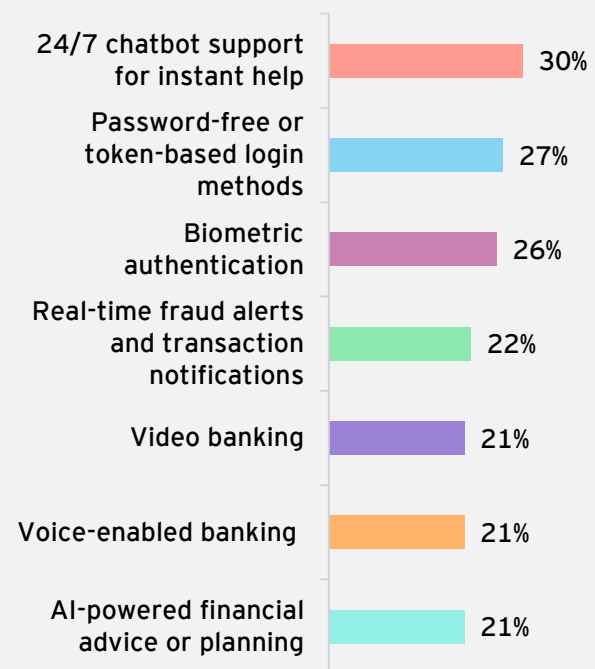 24/7 chatbot support
for instant help
30%
Password-free or
token-based login
methods
27%
Biometric
authentication
26%
Real-time fraud alerts
and transaction
notifications
22%
Video banking
21%
Voice-enabled banking
21%
AI-powered financial
advice or planning
21%